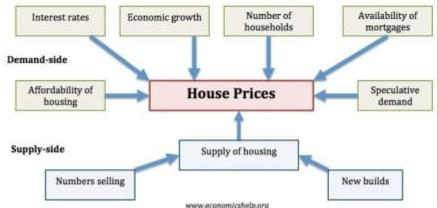 Interest rates
Economic growth
Number of
households
Availability of
mortgages
Demand-side
Affordability of
housing
House Prices
Speculative
demand
Supply-side
Supply of housing
Numbers selling
New builds
www.economicshelp.org